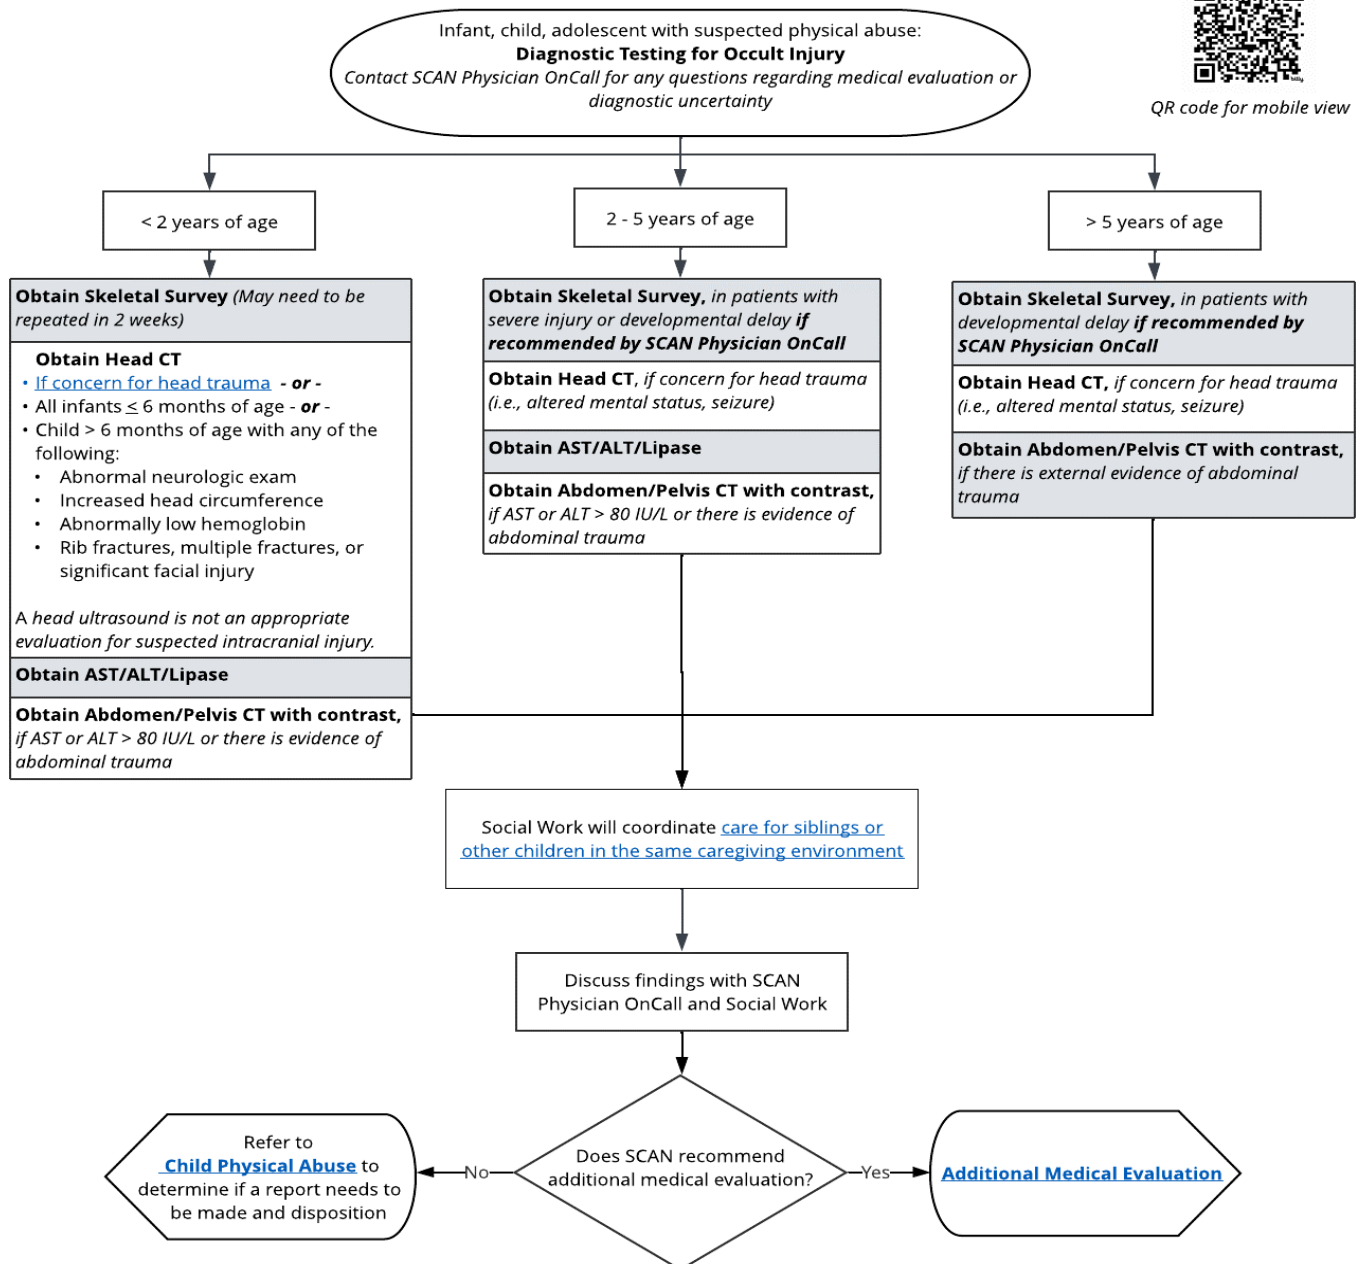 Infant, child, adolescent with suspected physical abuse:
Diagnostic Testing for Occult Injury
Contact SCAN Physician OnCall for any questions regarding medical evaluation or
diagnostic uncertainty
QR code for mobile view
< 2 years of age
2 - 5 years of age
> 5 years of age
Obtain Skeletal Survey (May need to be
repeated in 2 weeks)
Obtain Head CT
• If concern for head trauma - or -
• All infants ≤ 6 months of age - or -
• Child > 6 months of age with any of the
following:
• Abnormal neurologic exam
• Increased head circumference
• Abnormally low hemoglobin
• Rib fractures, multiple fractures, or
significant facial injury
A head ultrasound is not an appropriate
evaluation for suspected intracranial injury.
Obtain AST/ALT/Lipase
Obtain Abdomen/Pelvis CT with contrast,
if AST or ALT > 80 IU/L or there is evidence of
abdominal trauma
Obtain Skeletal Survey, in patients with
severe injury or developmental delay if
recommended by SCAN Physician OnCall
Obtain Head CT, if concern for head trauma
(i.e., altered mental status, seizure)
Obtain AST/ALT/Lipase
Obtain Abdomen/Pelvis CT with contrast,
if AST or ALT > 80 IU/L or there is evidence of
abdominal trauma
Obtain Skeletal Survey, in patients with
developmental delay if recommended by
SCAN Physician OnCall
Obtain Head CT, if concern for head trauma
(i.e., altered mental status, seizure)
Obtain Abdomen/Pelvis CT with contrast,
if there is external evidence of abdominal
trauma
Social Work will coordinate care for siblings or
other children in the same caregiving environment
Discuss findings with SCAN
Physician OnCall and Social Work
Does SCAN recommend
additional medical evaluation?
No
Yes
Refer to
Child Physical Abuse to
determine if a report needs to
be made and disposition
Additional Medical Evaluation